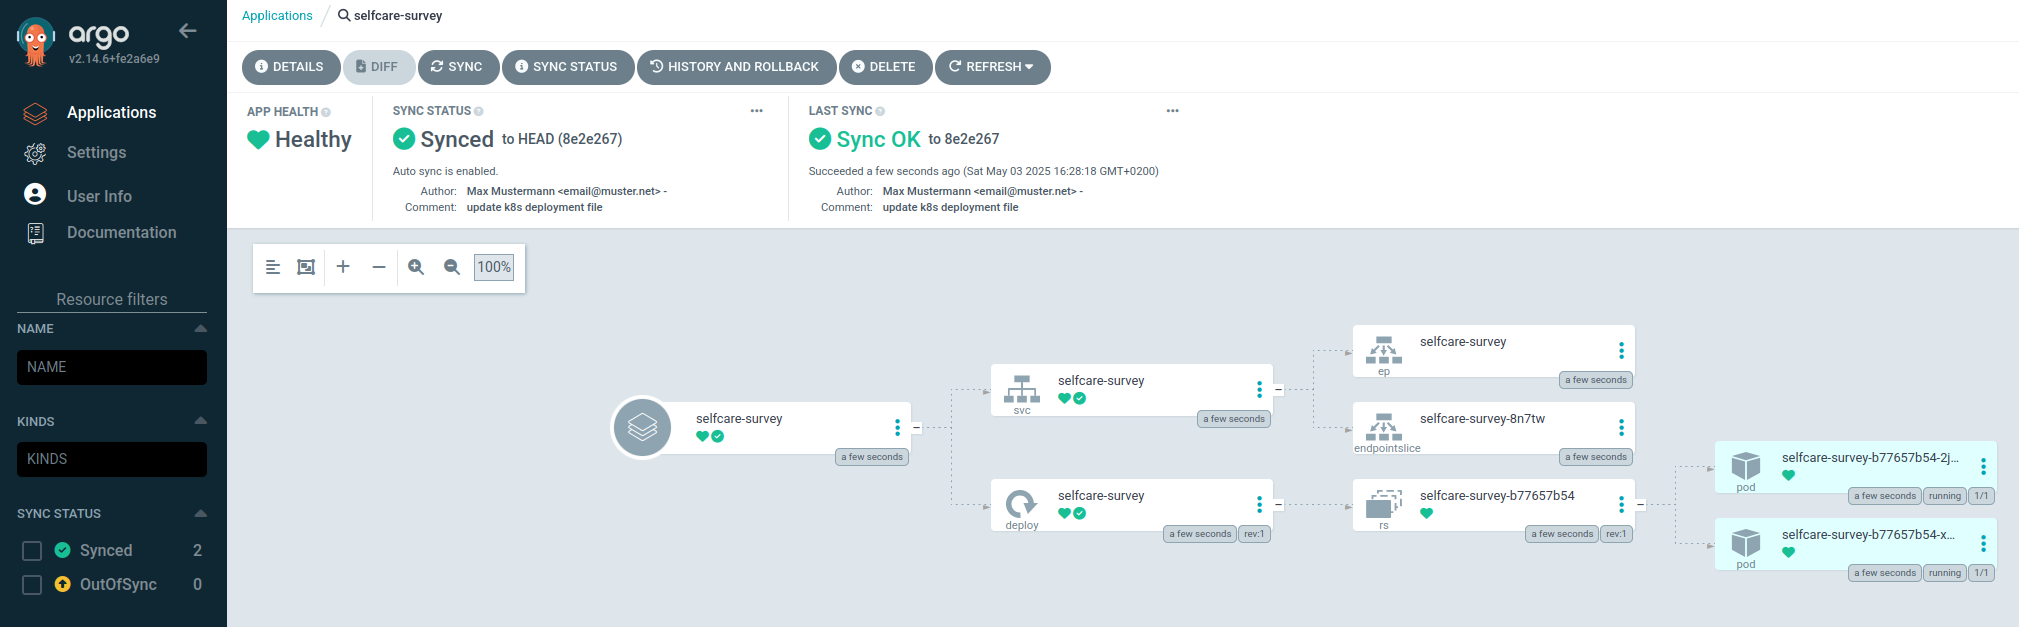 argo
v2.14.6+fe2a6e9
Applications
Settings
User Info
Documentation
Resource filters
NAME
NAME
KINDS
KINDS
SYNC STATUS
Synced 2
OutOfSync 0
Applications / selfcare-survey
DETAILS DIFF SYNC SYNC STATUS HISTORY AND ROLLBACK DELETE REFRESH
APP HEALTH
Healthy
SYNC STATUS
Synced to HEAD (8e2e267)
Auto sync is enabled.
Author: Max Mustermann <email@muster.net> -
Comment: update k8s deployment file
LAST SYNC
Sync OK to 8e2e267
Succeeded a few seconds ago (Sat May 03 2025 16:28:18 GMT+0200)
Author: Max Mustermann <email@muster.net> -
Comment: update k8s deployment file
100%
selfcare-survey
a few seconds
selfcare-survey
svc
a few seconds
selfcare-survey
deploy
a few seconds rev:1
selfcare-survey
ep
a few seconds
selfcare-survey-8n7tw
endpointslice
a few seconds
selfcare-survey-b77657b54
rs
a few seconds rev:1
selfcare-survey-b77657b54-2j...
pod
a few seconds running 1/1
selfcare-survey-b77657b54-x...
pod
a few seconds running 1/1